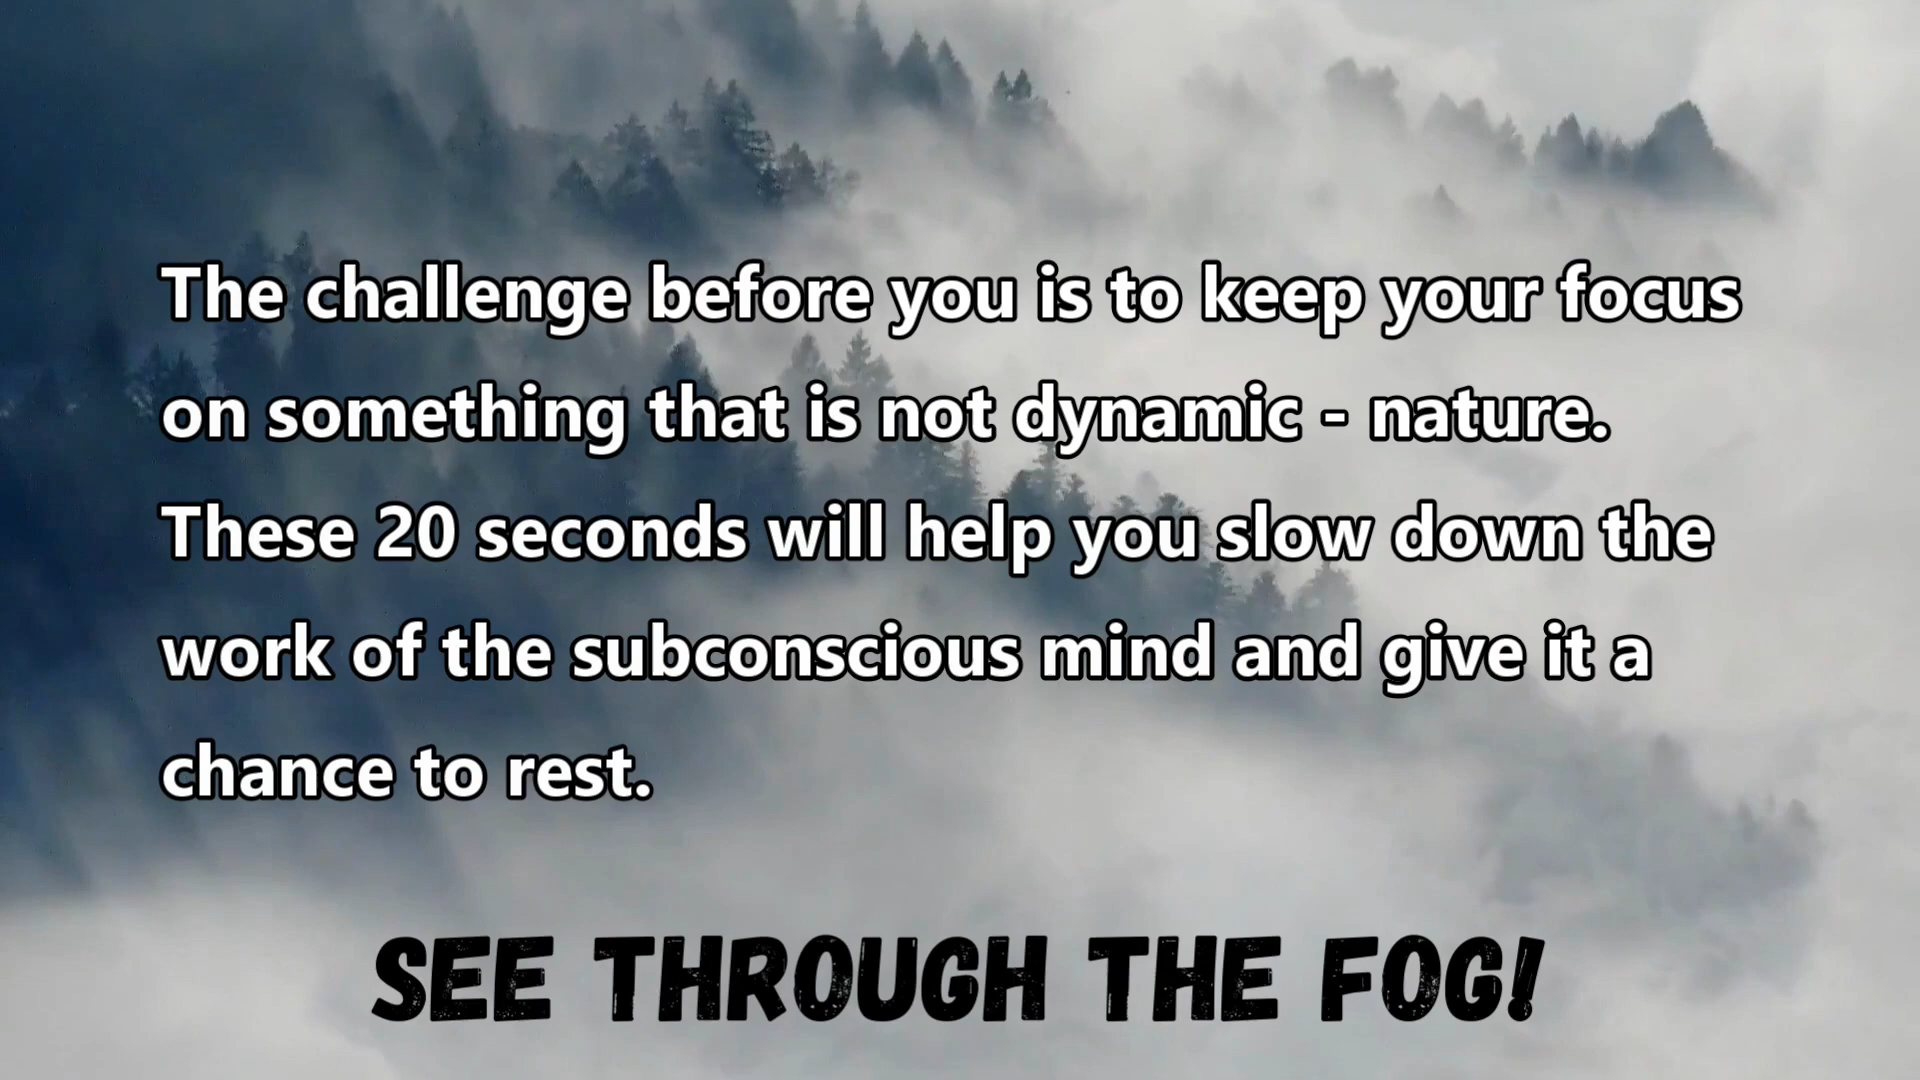 The challenge before you is to keep your focus
on something that is not dynamic - nature.
These 20 seconds will help you slow down the
work of the subconscious mind and give it a
chance to rest.
SEE THROUGH THE FOG!